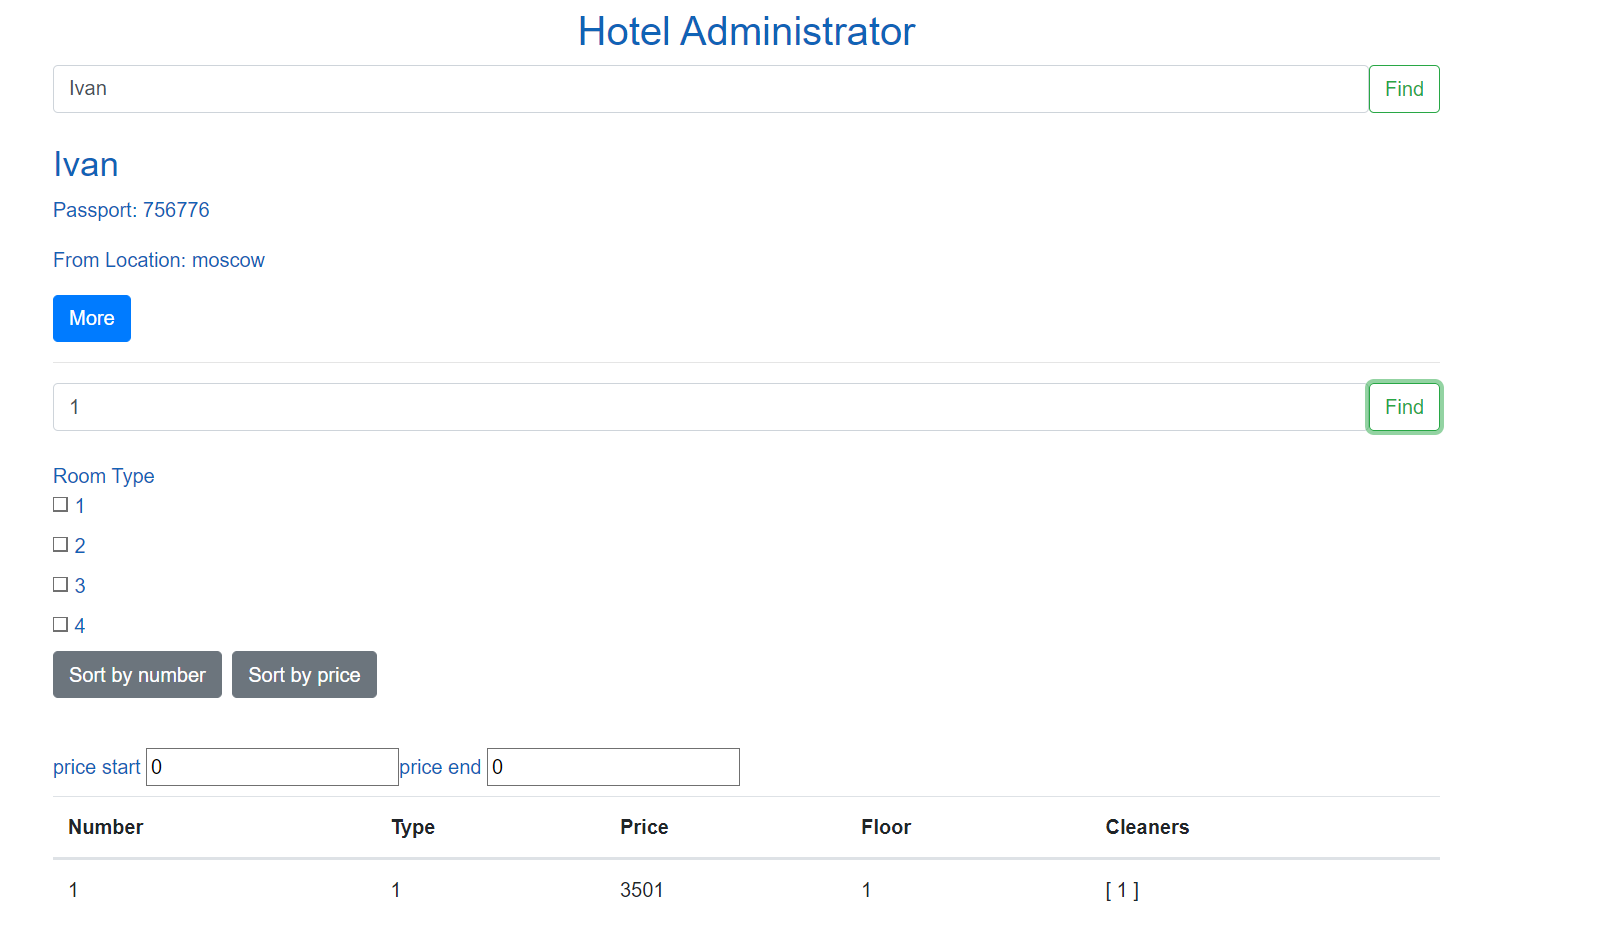 Hotel Administrator
Ivan Find
Ivan
Passport: 756776
From Location: moscow
More
1 Find
Room Type
1
2
3
4
Sort by number Sort by price
price start 0 price end 0
Number Type Price Floor Cleaners
1 1 3501 1 [ 1 ]